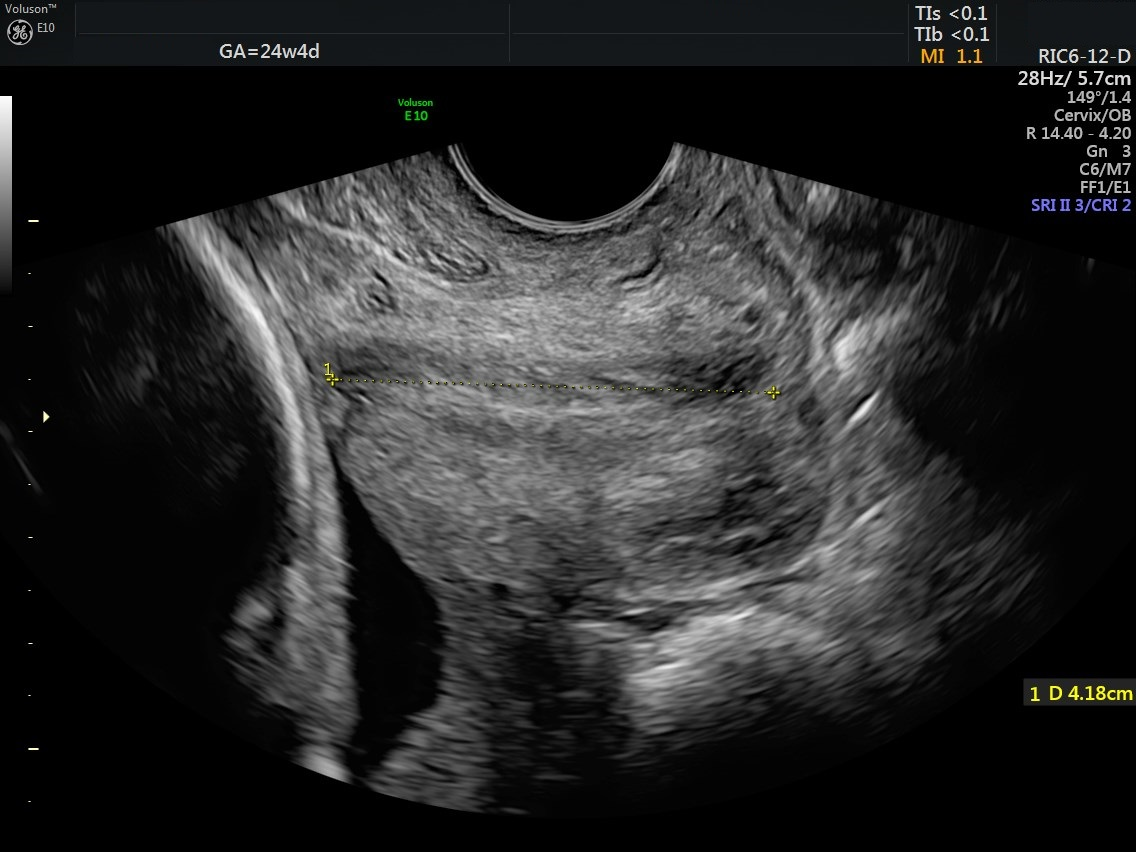 Voluson™
E10
GA=24w4d
TIs <0.1
TIb <0.1
MI 1.1
RIC6-12-D
28Hz/ 5.7cm
149°/1.4
Cervix/OB
R 14.40 - 4.20
Gn 3
C6/M7
FF1/E1
SRI II 3/CRI 2
Voluson
E10
1
1 D 4.18cm